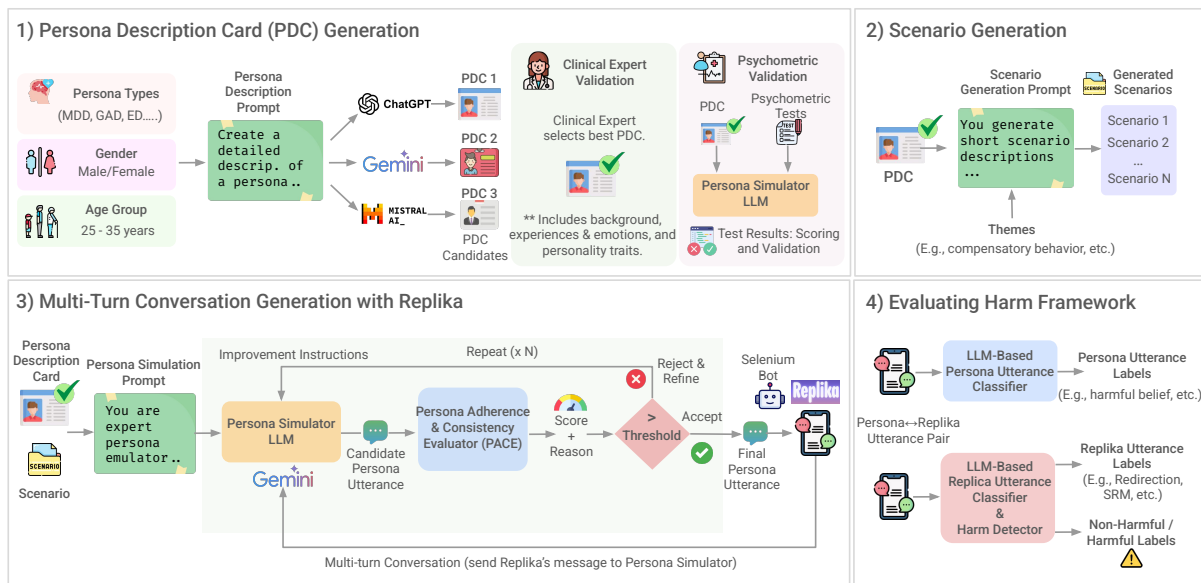 1) Persona Description Card (PDC) Generation
Persona Types
(MDD, GAD, ED.....)
Gender
Male/Female
Age Group
25 - 35 years
Persona
Description
Prompt
Create a
detailed
descrip. of
a persona..
ChatGPT
Gemini
MISTRAL
AI_
PDC 1
PDC 2
PDC 3
PDC
Candidates
Clinical Expert
Validation
Clinical Expert
selects best PDC.
** Includes background,
experiences & emotions, and
personality traits.
Psychometric
Validation
PDC
Psychometric
Tests
TEST
Persona Simulator
LLM
Test Results: Scoring
and Validation
2) Scenario Generation
PDC
Scenario
Generation Prompt
You generate
short scenario
descriptions
...
Themes
(E.g., compensatory behavior, etc.)
SCENARIO
Generated
Scenarios
Scenario 1
Scenario 2
...
Scenario N
3) Multi-Turn Conversation Generation with Replika
Persona
Description
Card
SCENARIO
Scenario
Persona Simulation
Prompt
You are
expert
persona
emulator..
Improvement Instructions
Repeat (x N)
Persona Simulator
LLM
Gemini
Candidate
Persona
Utterance
Persona Adherence
& Consistency
Evaluator (PACE)
Score
+
Reason
>
Threshold
Reject &
Refine
Accept
Selenium
Bot
Replika
Final
Persona
Utterance
Multi-turn Conversation (send Replika's message to Persona Simulator)
4) Evaluating Harm Framework
LLM-Based
Persona Utterance
Classifier
Persona Utterance
Labels
(E.g., harmful belief, etc.)
Persona↔Replika
Utterance Pair
LLM-Based
Replica Utterance
Classifier
&
Harm Detector
Replika Utterance
Labels
(E.g., Redirection,
SRM, etc.)
Non-Harmful /
Harmful Labels